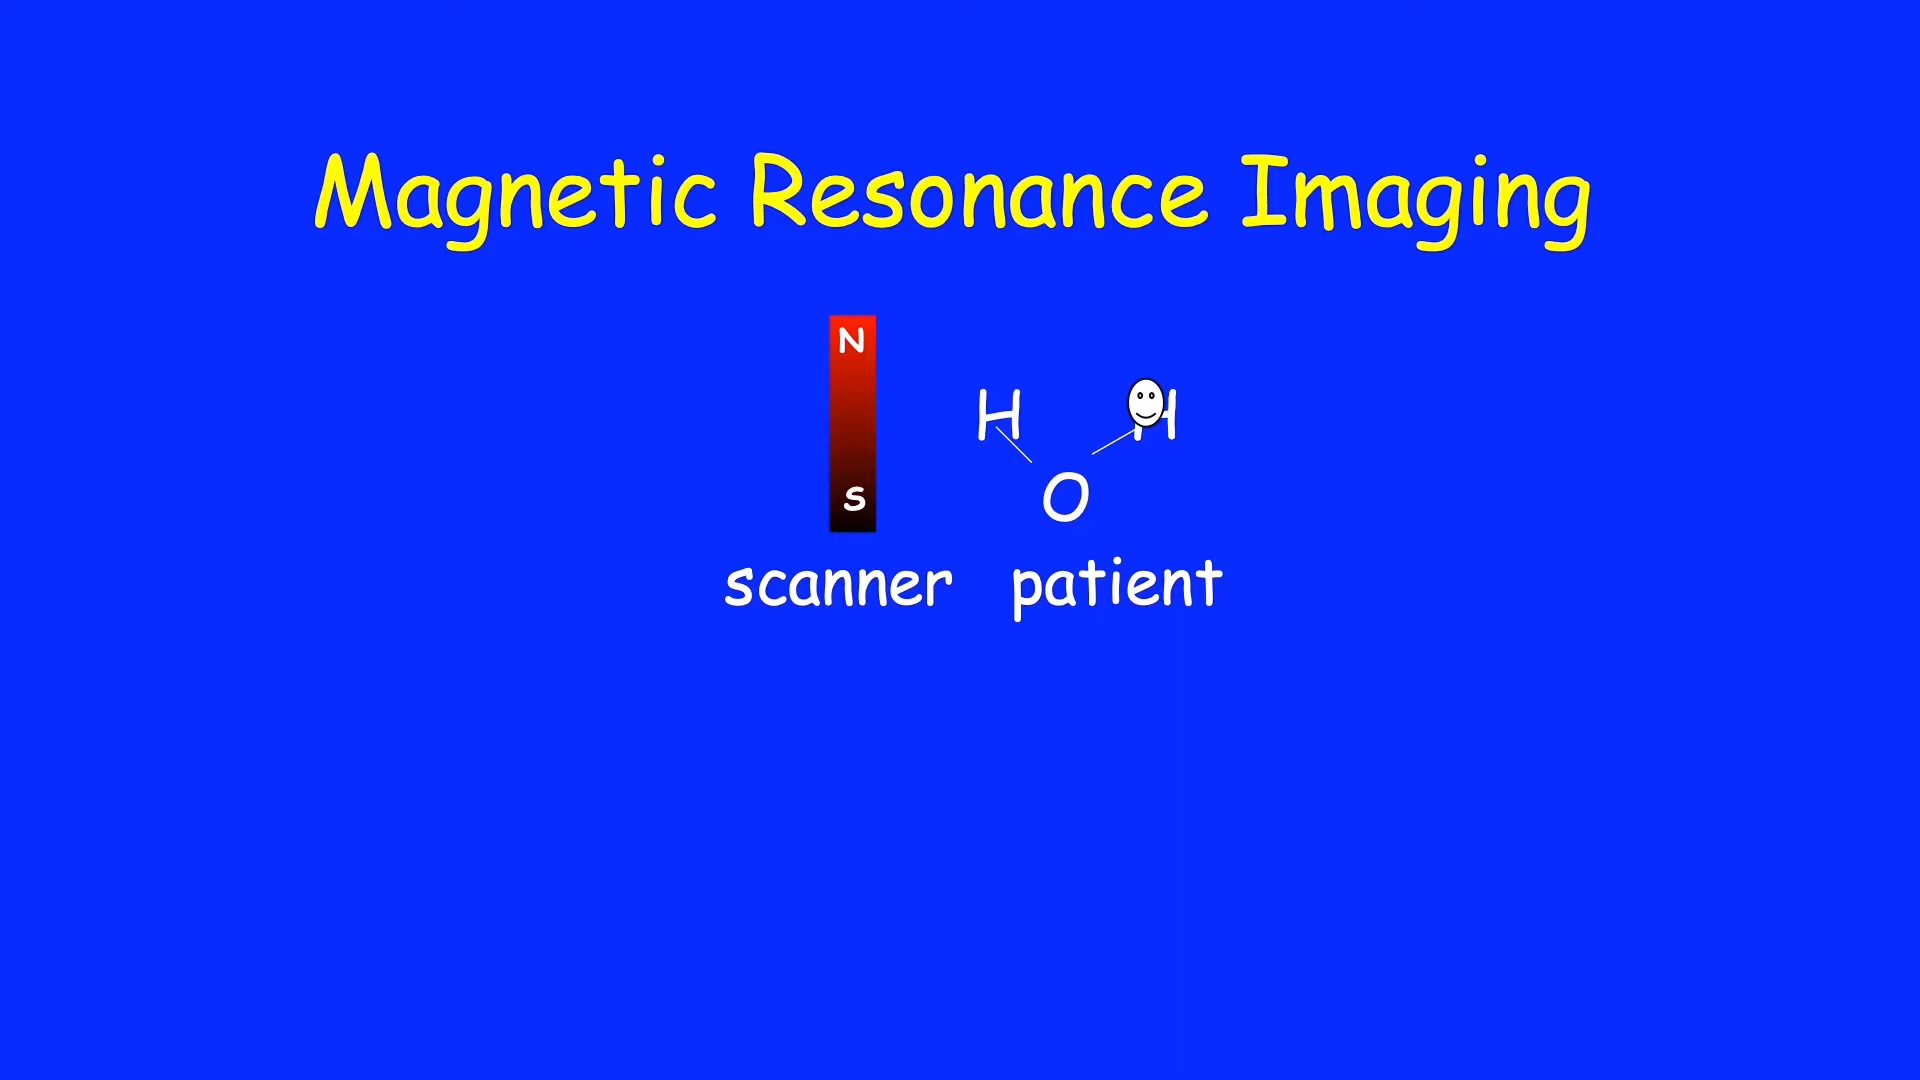 Magnetic Resonance Imaging
N
H H
S
O
scanner patient